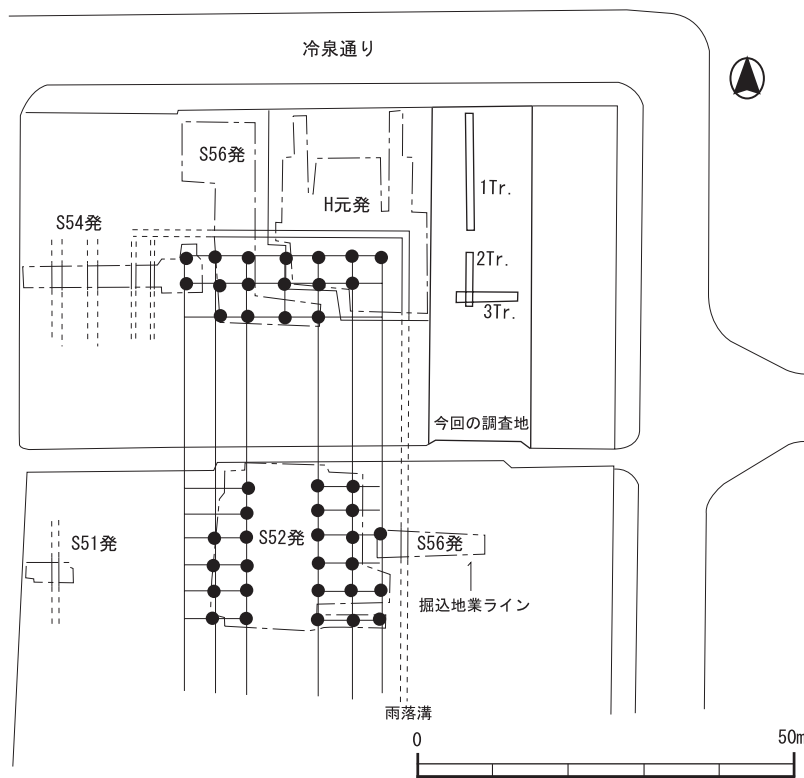 冷泉通り
S56発
H元発
1Tr.
S54発
2Tr.
3Tr.
今回の調査地
S51発
S52発
S56発
掘込地業ライン
雨落溝
0
50m